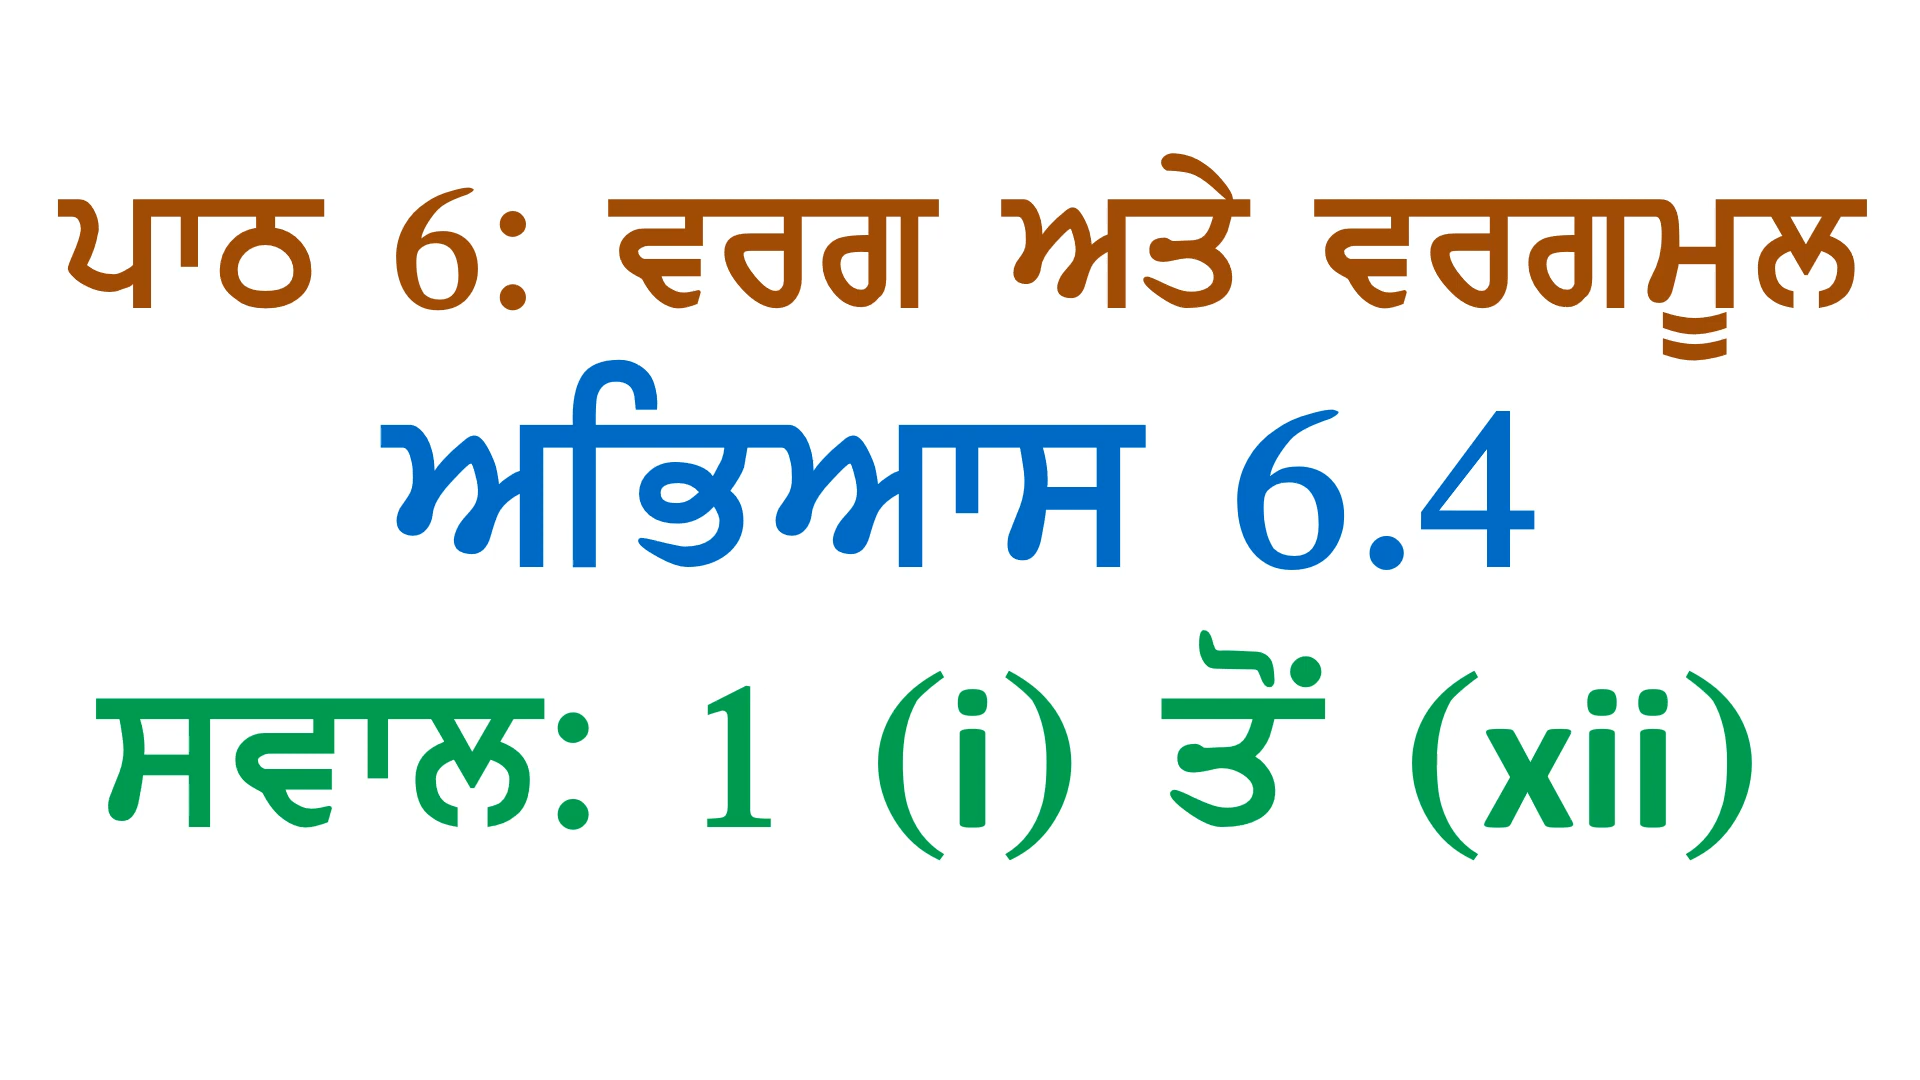 ਪਾਠ 6: ਵਰਗ ਅਤੇ ਵਰਗਮੂਲ
ਅਭਿਆਸ 6.4
ਸਵਾਲ: 1 (i) ਤੋਂ (xii)